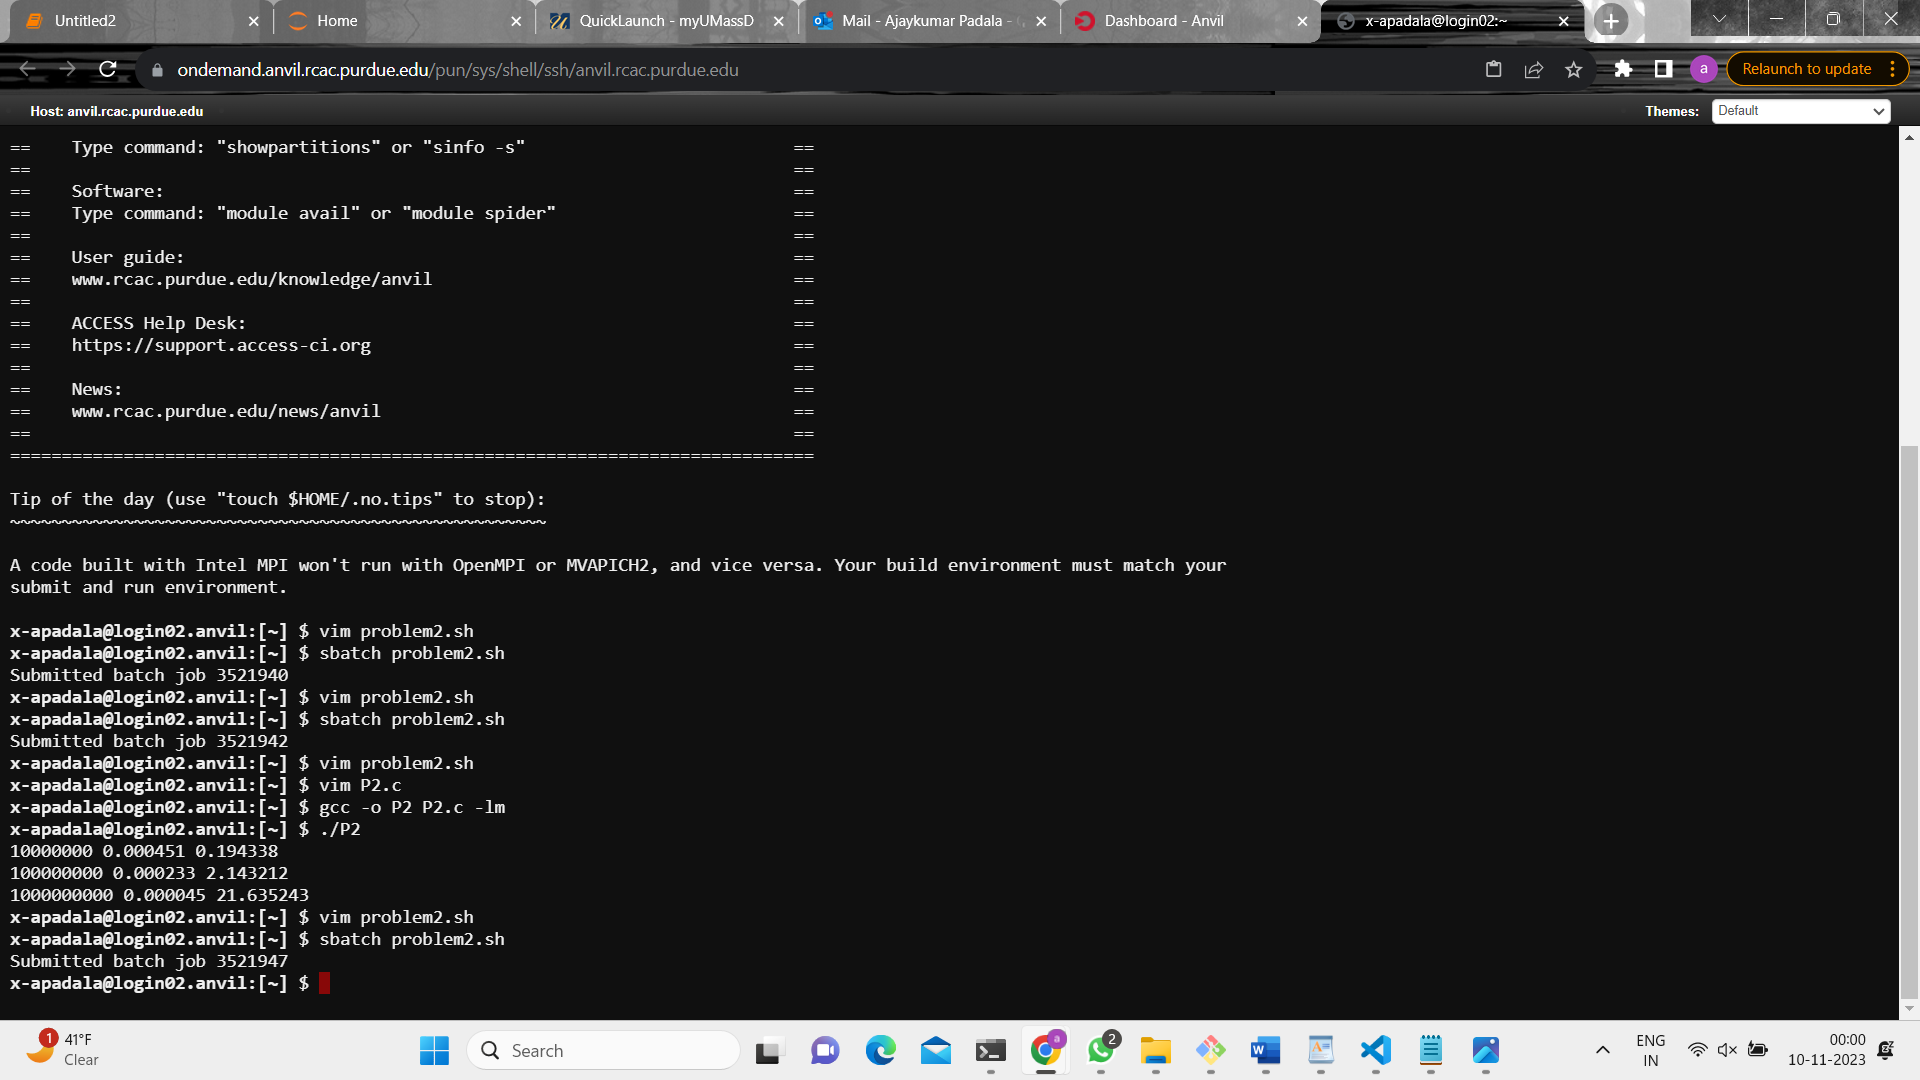 Untitled2
Home
QuickLaunch - myUMassD
Mail - Ajaykumar Padala -
Dashboard - Anvil
x-apadala@login02:~
ondemand.anvil.rcac.purdue.edu/pun/sys/shell/ssh/anvil.rcac.purdue.edu
a
Relaunch to update
Host: anvil.rcac.purdue.edu
Themes:
Default
== Type command: "showpartitions" or "sinfo -s" ==
== ==
== Software: ==
== Type command: "module avail" or "module spider" ==
== ==
== User guide: ==
== www.rcac.purdue.edu/knowledge/anvil ==
== ==
== ACCESS Help Desk: ==
== https://support.access-ci.org ==
== ==
== News: ==
== www.rcac.purdue.edu/news/anvil ==
== ==
==============================================================================
Tip of the day (use "touch $HOME/.no.tips" to stop):
~~~~~~~~~~~~~~~~~~~~~~~~~~~~~~~~~~~~~~~~~~~~~~~~~~~~
A code built with Intel MPI won't run with OpenMPI or MVAPICH2, and vice versa. Your build environment must match your
submit and run environment.
x-apadala@login02.anvil:[~] $ vim problem2.sh
x-apadala@login02.anvil:[~] $ sbatch problem2.sh
Submitted batch job 3521940
x-apadala@login02.anvil:[~] $ vim problem2.sh
x-apadala@login02.anvil:[~] $ sbatch problem2.sh
Submitted batch job 3521942
x-apadala@login02.anvil:[~] $ vim problem2.sh
x-apadala@login02.anvil:[~] $ vim P2.c
x-apadala@login02.anvil:[~] $ gcc -o P2 P2.c -lm
x-apadala@login02.anvil:[~] $ ./P2
10000000 0.000451 0.194338
100000000 0.000233 2.143212
1000000000 0.000045 21.635243
x-apadala@login02.anvil:[~] $ vim problem2.sh
x-apadala@login02.anvil:[~] $ sbatch problem2.sh
Submitted batch job 3521947
x-apadala@login02.anvil:[~] $
1
41°F
Clear
Search
a
2
ENG
IN
00:00
10-11-2023